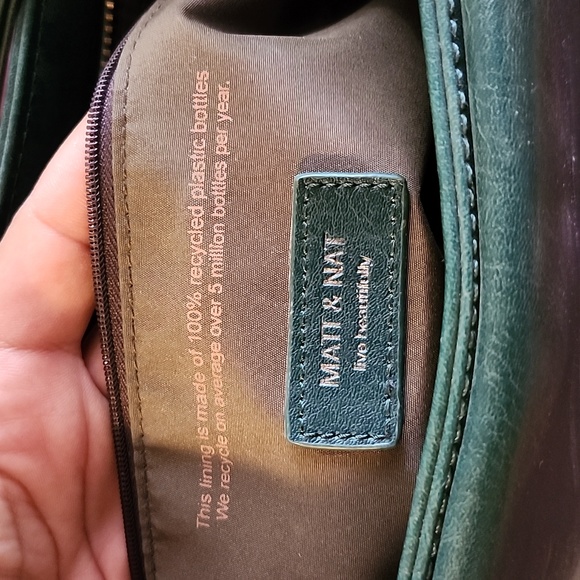 This lining is made of 100% recycled plastic bottles.
We recycle on average over 5 million bottles per year.
MATT & NAT
live beautifully